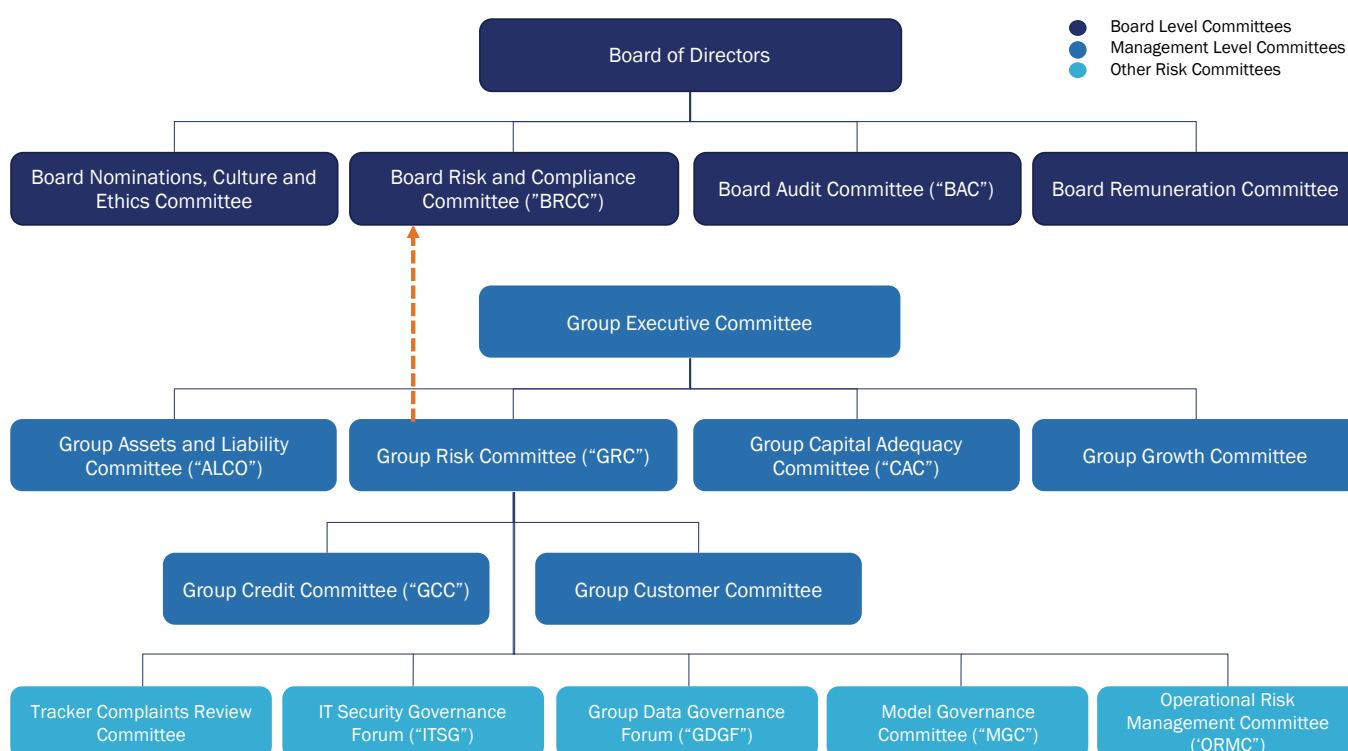 Board of Directors
Board Level Committees
Management Level Committees
Other Risk Committees
Board Nominations, Culture and
Ethics Committee
Board Risk and Compliance
Committee (”BRCC”)
Board Audit Committee (“BAC”)
Board Remuneration Committee
Group Executive Committee
Group Assets and Liability
Committee (“ALCO”)
Group Risk Committee (“GRC”)
Group Capital Adequacy
Committee (“CAC”)
Group Growth Committee
Group Credit Committee (“GCC”)
Group Customer Committee
Tracker Complaints Review
Committee
IT Security Governance
Forum (“ITSG”)
Group Data Governance
Forum (“GDGF”)
Model Governance
Committee (“MGC”)
Operational Risk
Management Committee
(‘ORMC”)